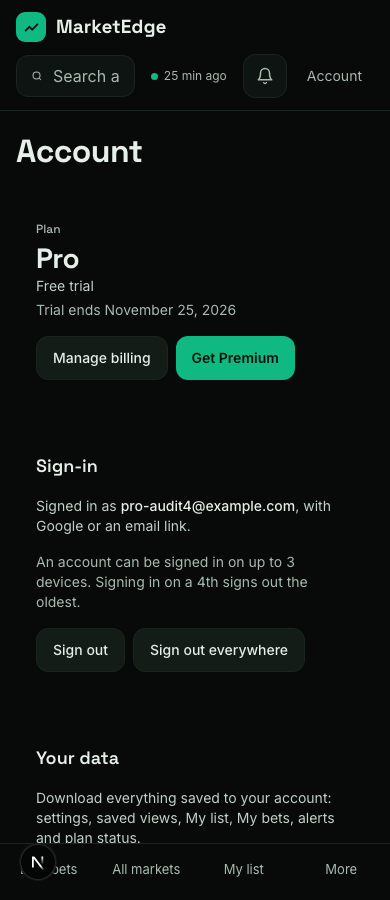 MarketEdge
Search a
25 min ago
Account
Account
Plan
Pro
Free trial
Trial ends November 25, 2026
Manage billing
Get Premium
Sign-in
Signed in as pro-audit4@example.com, with
Google or an email link.
An account can be signed in on up to 3
devices. Signing in on a 4th signs out the
oldest.
Sign out
Sign out everywhere
Your data
Download everything saved to your account:
settings, saved views, My list, My bets, alerts
and plan status.
bets
All markets
My list
More